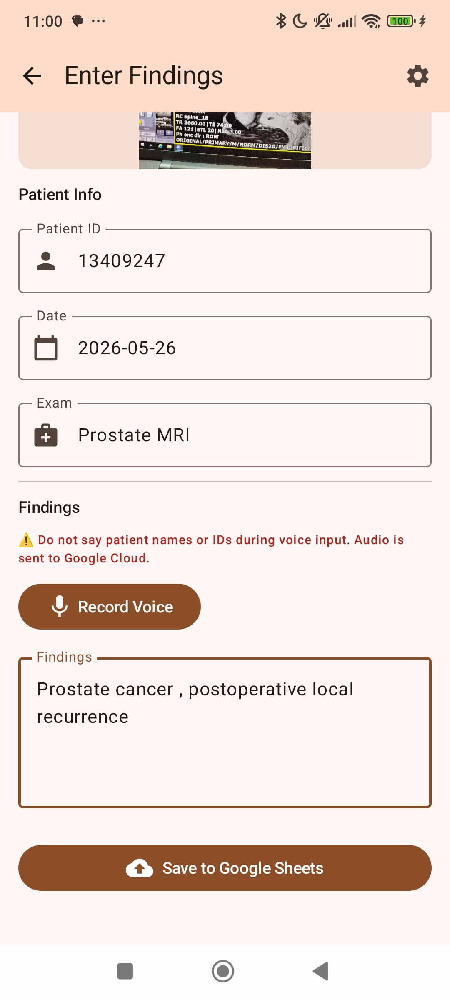 11:00
100
Enter Findings
RC Spine_18
TR 3660.00|TE 74.00
FA 121|ETL 20|NSA 3.00
Ph enc dir : ROW
ORIGINAL/PRIMARY/M/NORM/DIS2D/FM1
Patient Info
Patient ID
13409247
Date
2026-05-26
Exam
Prostate MRI
Findings
⚠️ Do not say patient names or IDs during voice input. Audio is
sent to Google Cloud.
Record Voice
Findings
Prostate cancer , postoperative local
recurrence
Save to Google Sheets